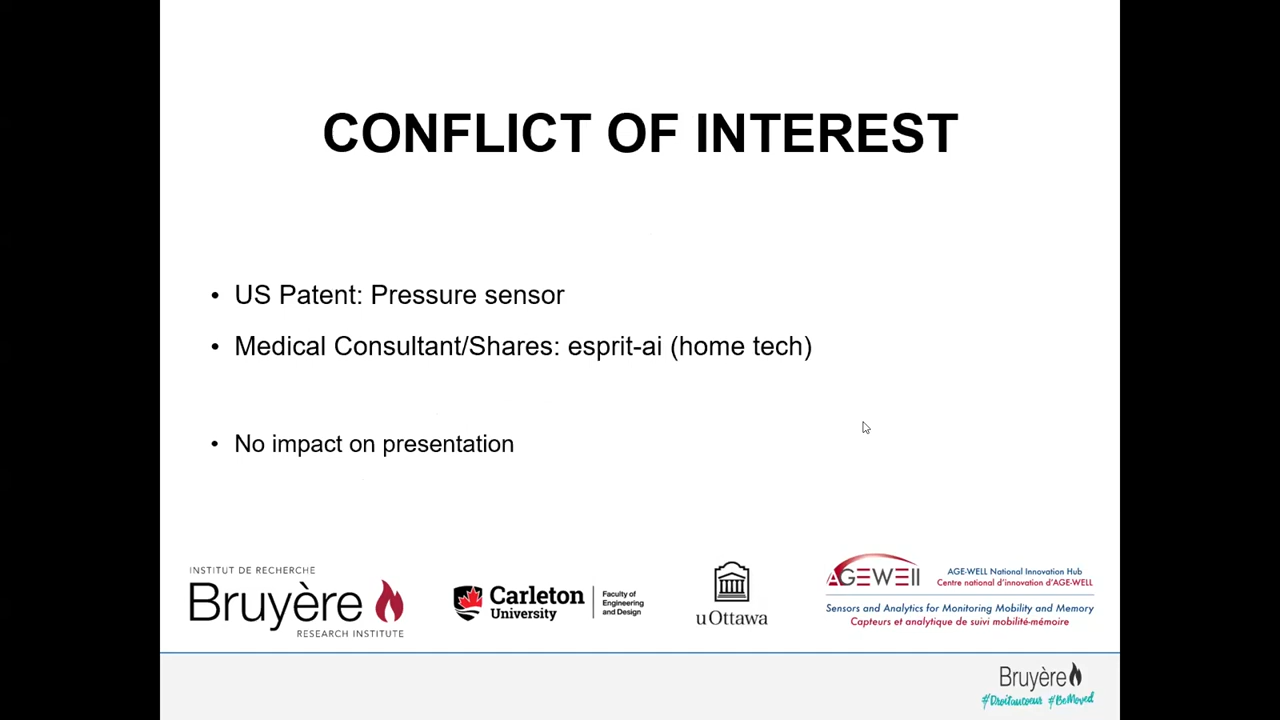 CONFLICT OF INTEREST
• US Patent: Pressure sensor
• Medical Consultant/Shares: esprit-ai (home tech)
• No impact on presentation
INSTITUT DE RECHERCHE
Bruyère
RESEARCH INSTITUTE
Carleton
University
Faculty of
Engineering
and Design
uOttawa
AGEWELL
AGE-WELL National Innovation Hub
Centre national d'innovation d'AGE-WELL
Sensors and Analytics for Monitoring Mobility and Memory
Capteurs et analytique de suivi mobilité-mémoire
Bruyère
#Droitaucoeur #BeMoved